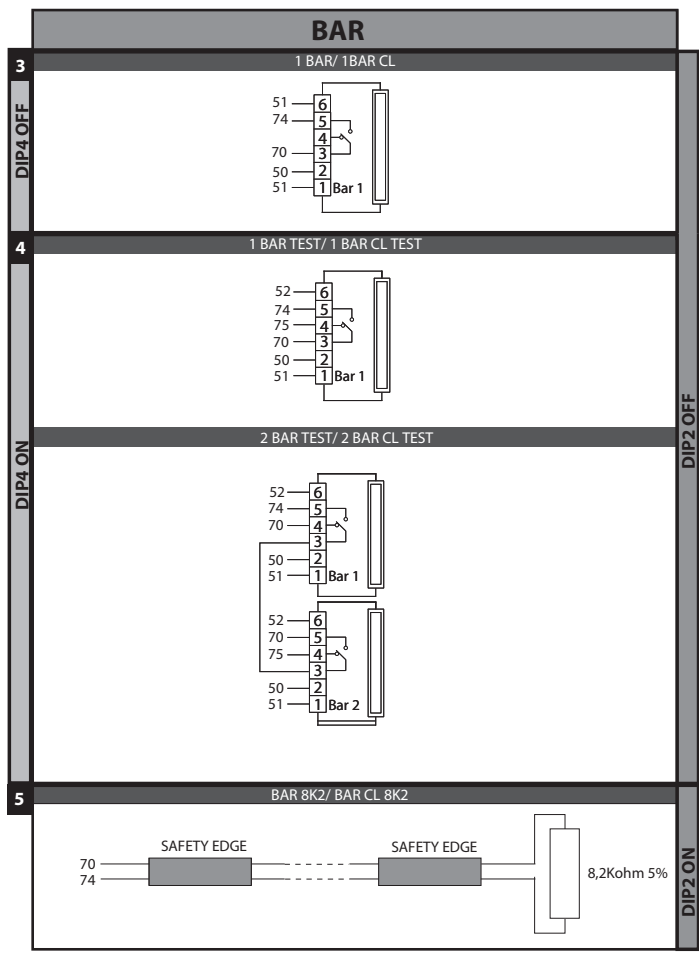 BAR
3
1 BAR/ 1BAR CL
DIP4 OFF
51 6
74 5
4
70 3
50 2
51 1 Bar 1
4
1 BAR TEST/ 1 BAR CL TEST
DIP4 ON
52 6
74 5
75 4
70 3
50 2
51 1 Bar 1
DIP2 OFF
2 BAR TEST/ 2 BAR CL TEST
52 6
74 5
70 4
3
50 2
51 1 Bar 1
52 6
70 5
75 4
3
50 2
51 1 Bar 2
5
BAR 8K2/ BAR CL 8K2
SAFETY EDGE SAFETY EDGE
70
74
8,2Kohm 5%
DIP2 ON